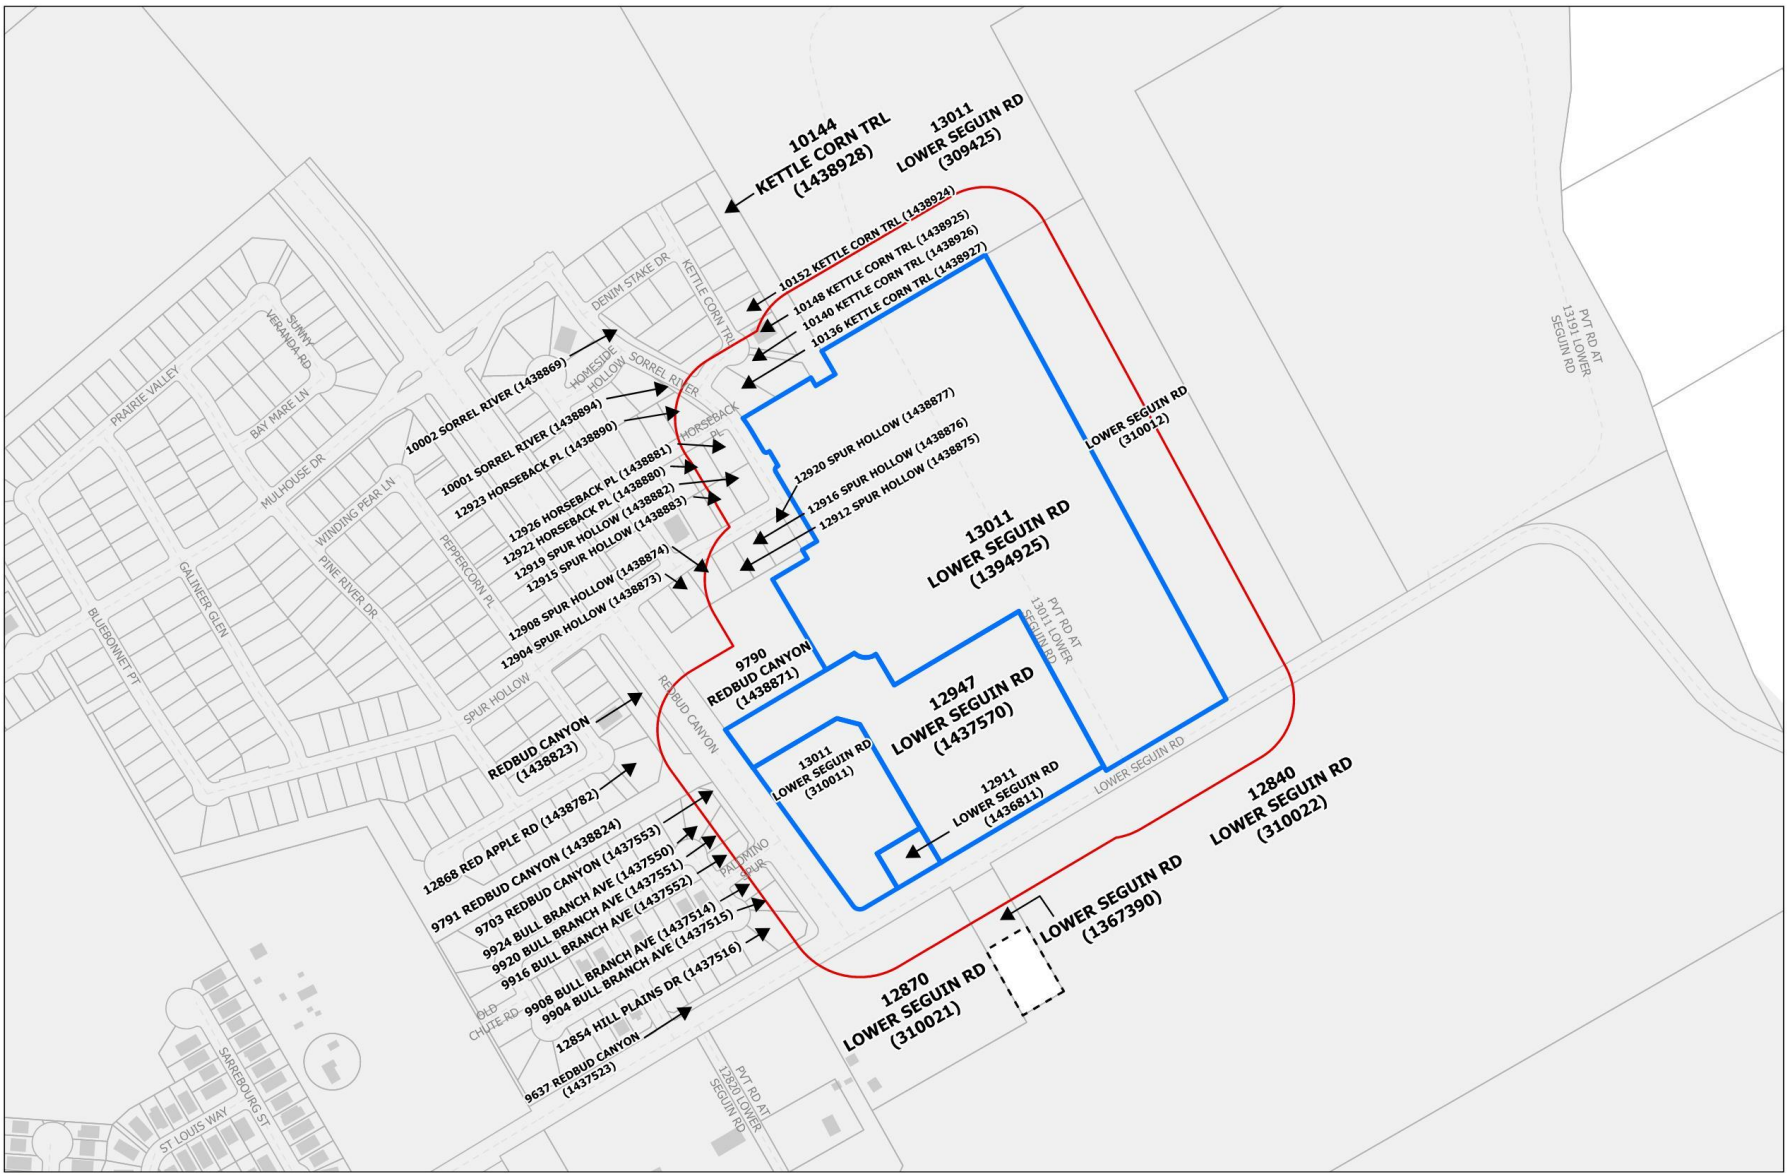 10144
KETTLE CORN TRL
(1438928)
13011
LOWER SEGUIN RD
(309425)
10152 KETTLE CORN TRL (1438924)
10148 KETTLE CORN TRL (1438925)
10140 KETTLE CORN TRL (1438926)
10136 KETTLE CORN TRL (1438927)
DENIM STAKE DR
KETTLE CORN TRL
SUNNY
VERANDA RD
PRAIRIE VALLEY
BAY MARE LN
HOMESIDE
HOLLOW
SORREL RIVER
HORSEBACK
PL
PVT RD AT
13191 LOWER
SEGUIN RD
10002 SORREL RIVER (1438869)
10001 SORREL RIVER (1438894)
12923 HORSEBACK PL (1438890)
12926 HORSEBACK PL (1438881)
12922 HORSEBACK PL (1438880)
12919 SPUR HOLLOW (1438882)
12915 SPUR HOLLOW (1438883)
12908 SPUR HOLLOW (1438874)
12904 SPUR HOLLOW (1438873)
12920 SPUR HOLLOW (1438877)
12916 SPUR HOLLOW (1438876)
12912 SPUR HOLLOW (1438875)
LOWER SEGUIN RD
(310012)
MULHOUSE DR
WINDING PEAR LN
PEPPERCORN PL
PINE RIVER DR
GALINEER GLEN
BLUEBONNET PT
13011
LOWER SEGUIN RD
(1394925)
PVT RD AT
13011 LOWER
SEGUIN RD
9790
REDBUD CANYON
(1438871)
SPUR HOLLOW
REDBUD CANYON
REDBUD CANYON
(1438823)
12947
LOWER SEGUIN RD
(1437570)
13011
LOWER SEGUIN RD
(310011)
12911
LOWER SEGUIN RD
(1436811)
LOWER SEGUIN RD
12840
LOWER SEGUIN RD
(310022)
12868 RED APPLE RD (1438782)
9791 REDBUD CANYON (1438824)
9703 REDBUD CANYON (1437553)
9924 BULL BRANCH AVE (1437550)
9920 BULL BRANCH AVE (1437551)
9916 BULL BRANCH AVE (1437552)
9908 BULL BRANCH AVE (1437514)
9904 BULL BRANCH AVE (1437515)
12854 HILL PLAINS DR (1437516)
9637 REDBUD CANYON
(1437523)
PALOMINO
SPUR
OLD
CHUTE RD
LOWER SEGUIN RD
(1367390)
12870
LOWER SEGUIN RD
(310021)
PVT RD AT
12820 LOWER
SEGUIN RD
SARREBOURG ST
ST LOUIS WAY